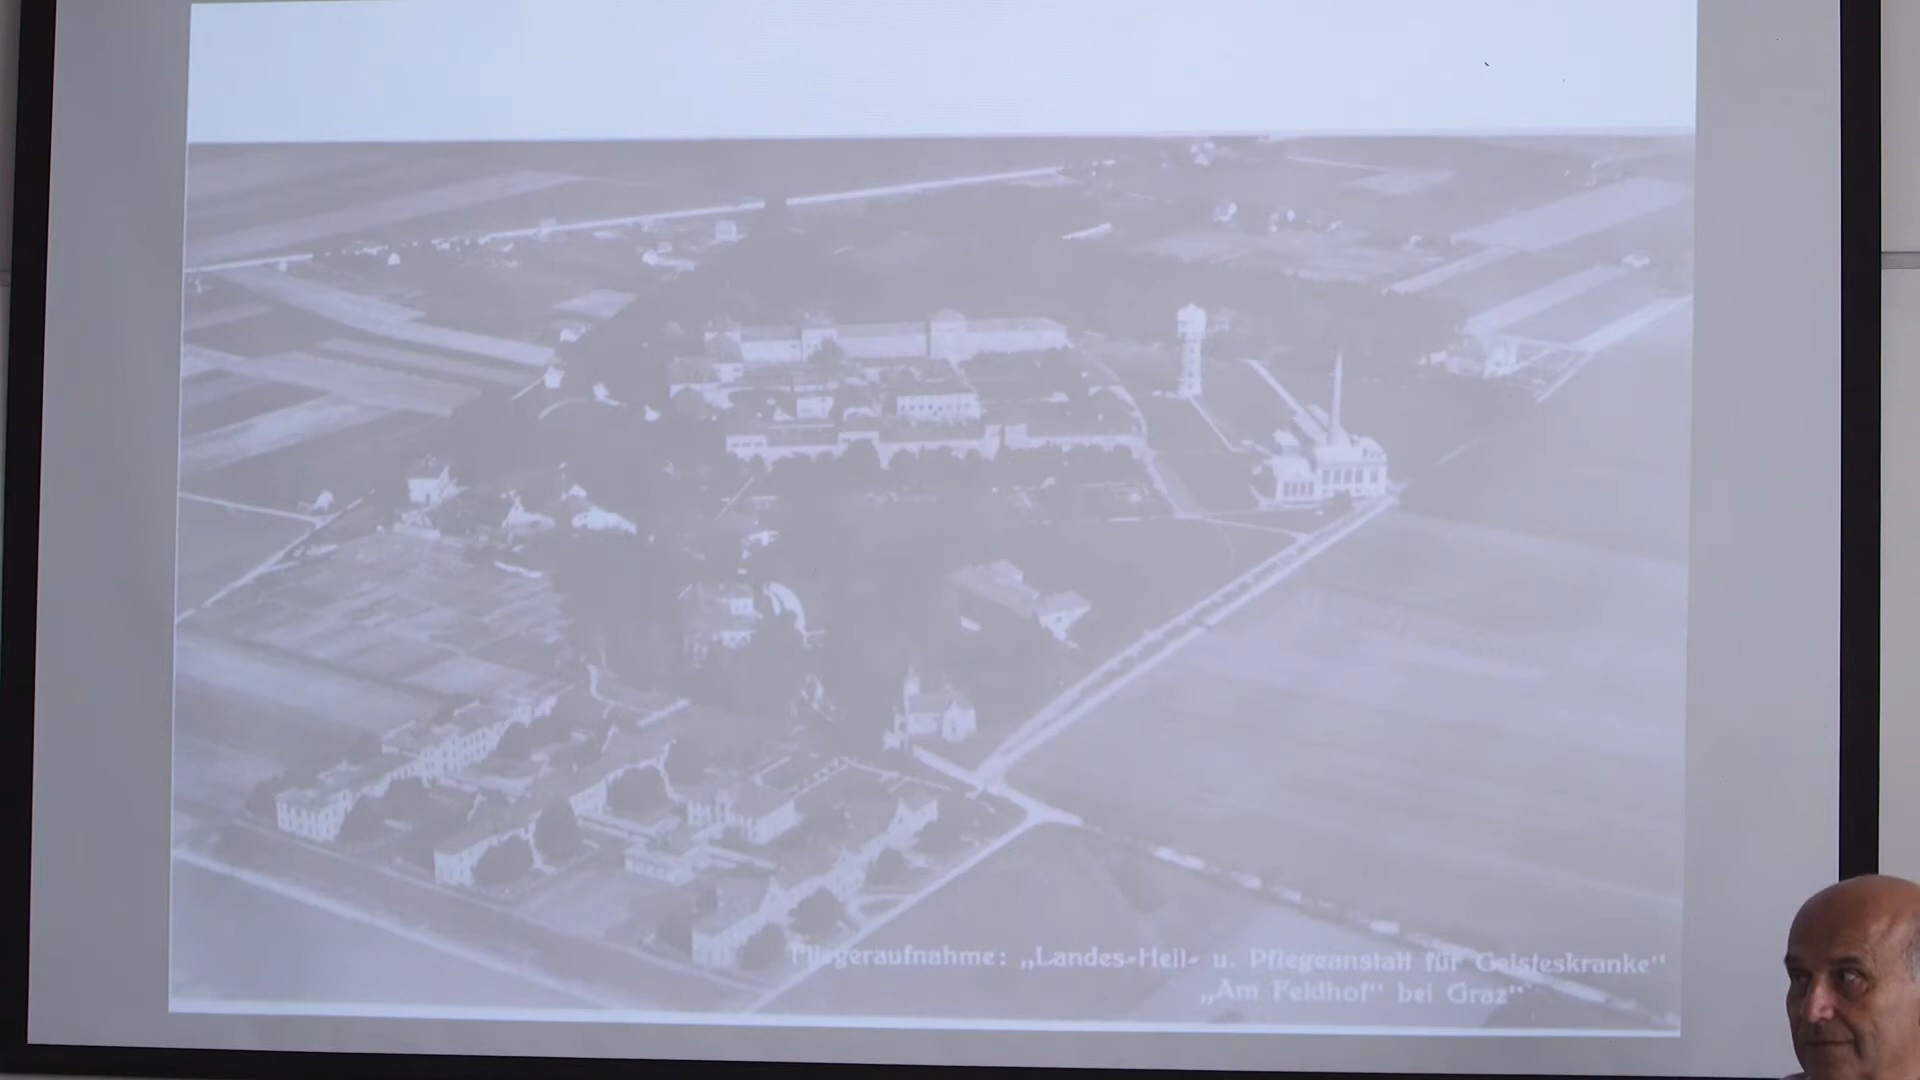 Fliegeraufnahme: „Landes-Heil- u. Pflegeanstalt für Geisteskranke“
„Am Feldhof“ bei Graz“